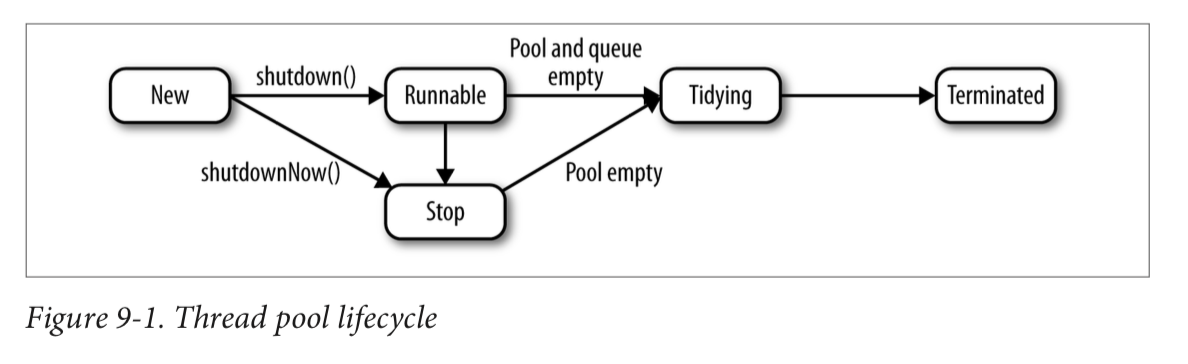 Pool and queue
empty
shutdown()
New
Runnable
Tidying
Terminated
shutdownNow()
Pool empty
Stop
Figure 9-1. Thread pool lifecycle